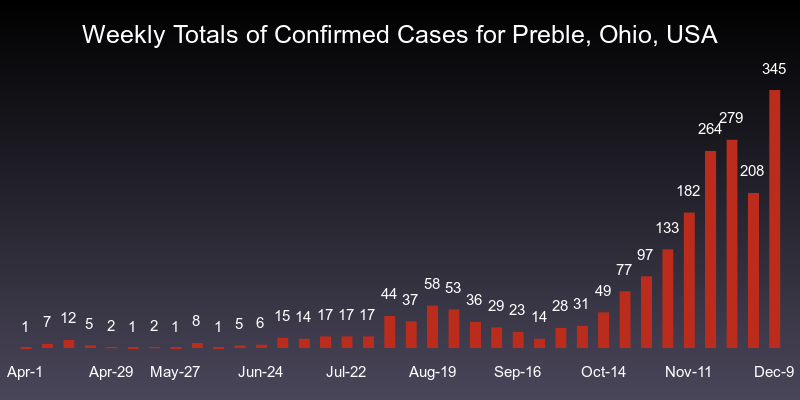 Weekly Totals of Confirmed Cases for Preble, Ohio, USA
1 7 12 5 2 1 2 1 8 1 5 6 15 14 17 17 17 44 37 58 53 36 29 23 14 28 31 49 77 97 133 182 264 279 208 345
Apr-1 Apr-29 May-27 Jun-24 Jul-22 Aug-19 Sep-16 Oct-14 Nov-11 Dec-9